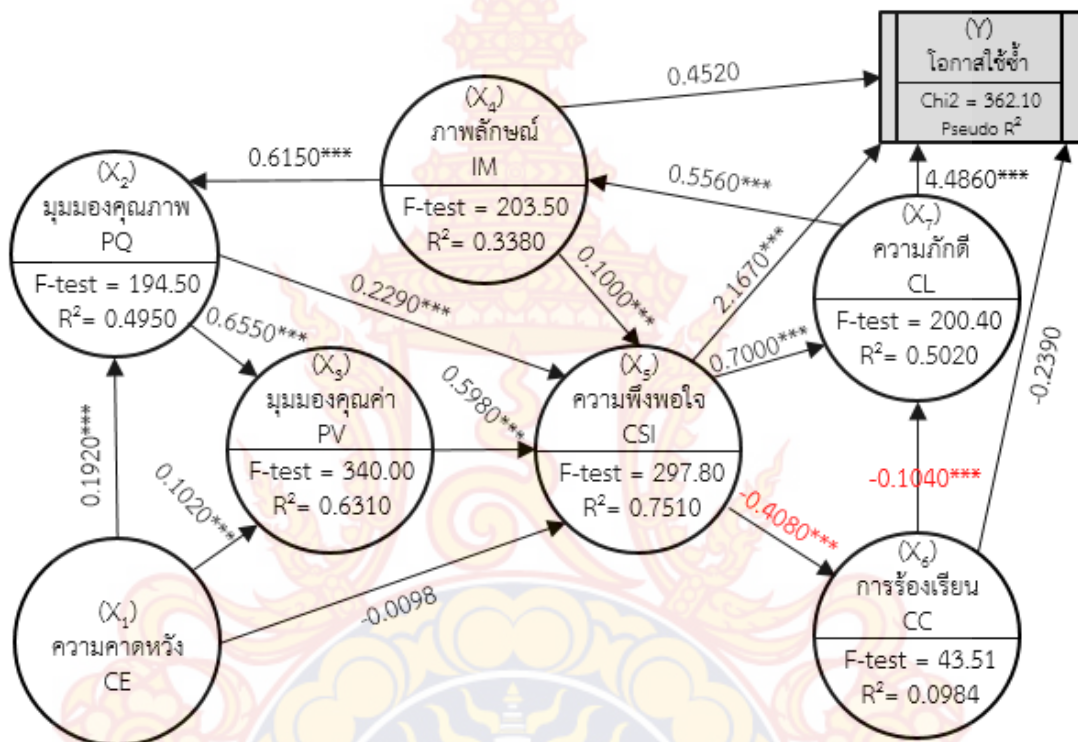 (Y)
โอกาสใช้ซ้ำ
Chi2 = 362.10
Pseudo R²
0.4520
(X₄)
ภาพลักษณ์
IM
F-test = 203.50
R²= 0.3380
0.6150***
0.5560***
4.4860***
(X₂)
มุมมองคุณภาพ
PQ
F-test = 194.50
R²= 0.4950
(X₇)
ความภักดี
CL
F-test = 200.40
R²= 0.5020
0.2290***
0.1000***
2.1670***
0.6550***
0.7000***
-0.2390
(X₃)
มุมมองคุณค่า
PV
F-test = 340.00
R²= 0.6310
0.5980***
(X₅)
ความพึงพอใจ
CSI
F-test = 297.80
R²= 0.7510
0.1920***
0.1020***
-0.1040***
-0.4080***
-0.0098
(X₁)
ความคาดหวัง
CE
(X₆)
การร้องเรียน
CC
F-test = 43.51
R²= 0.0984